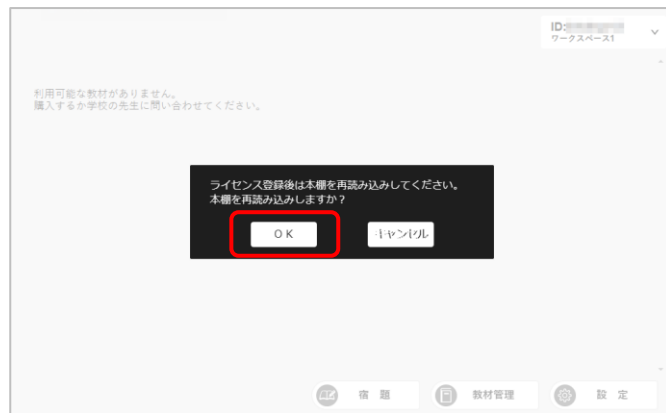 ID:
ワークスペース1
利用可能な教材がありません。
購入するか学校の先生に問い合わせてください。
ライセンス登録後は本棚を再読み込みしてください。
本棚を再読み込みしますか？
OK
キャンセル
宿 題
教材管理
設 定